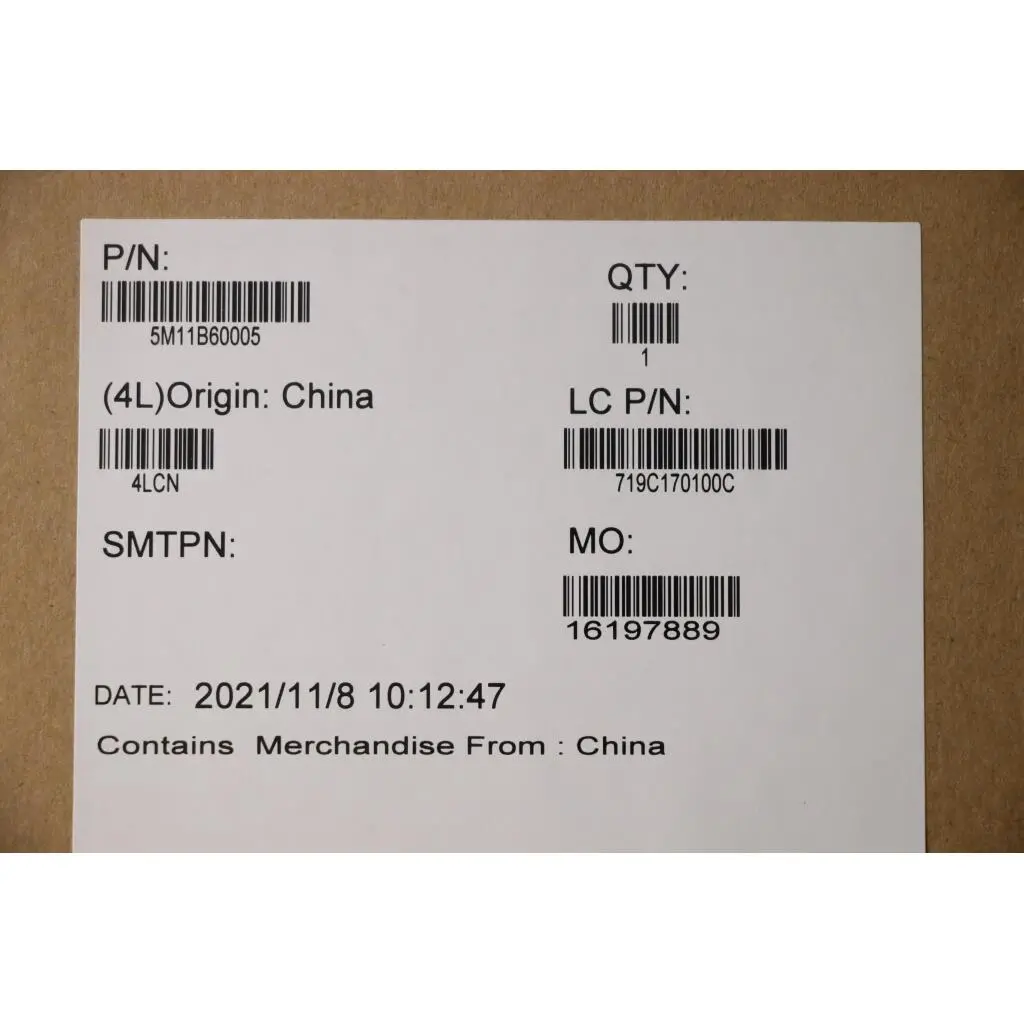 P/N:
5M11B60005
QTY:
1
(4L)Origin: China
4LCN
LC P/N:
719C170100C
SMTPN:
MO:
16197889
DATE: 2021/11/8 10:12:47
Contains Merchandise From : China